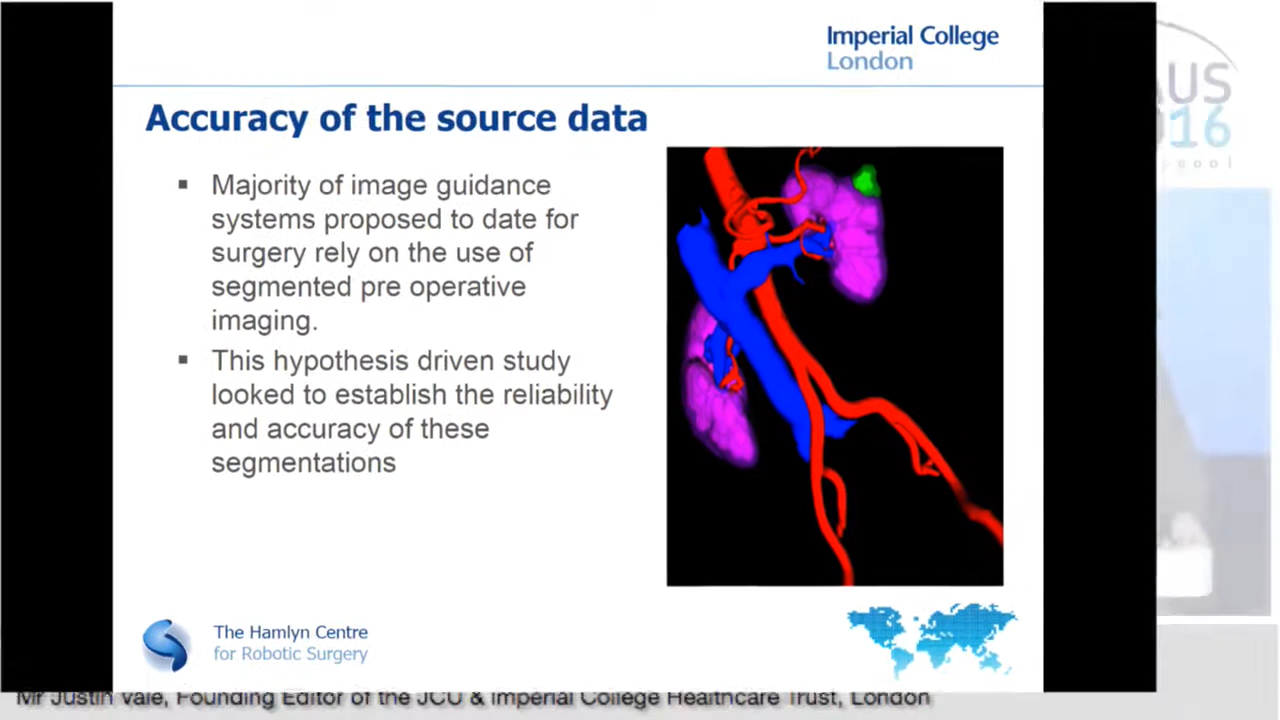 Imperial College
London
AUS
16
Accuracy of the source data
▪ Majority of image guidance
systems proposed to date for
surgery rely on the use of
segmented pre operative
imaging.
▪ This hypothesis driven study
looked to establish the reliability
and accuracy of these
segmentations
The Hamlyn Centre
for Robotic Surgery
Mr Justin Vale, Founding Editor of the JCU & Imperial College Healthcare Trust, London